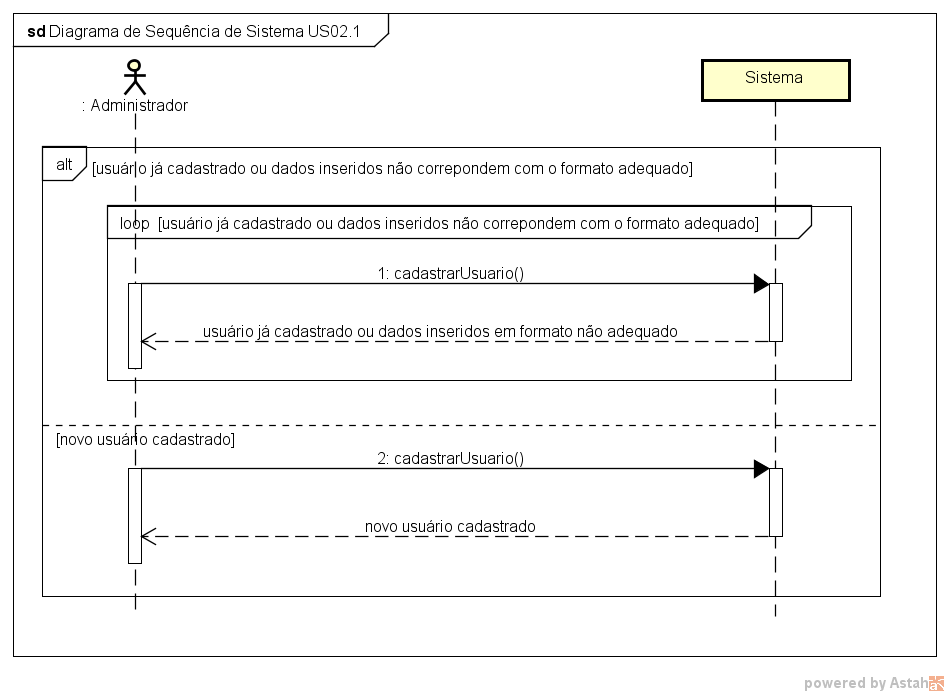 sd Diagrama de Sequência de Sistema US02.1
: Administrador
Sistema
alt
[usuário já cadastrado ou dados inseridos não correpondem com o formato adequado]
loop [usuário já cadastrado ou dados inseridos não correpondem com o formato adequado]
1: cadastrarUsuario()
usuário já cadastrado ou dados inseridos em formato não adequado
[novo usuário cadastrado]
2: cadastrarUsuario()
novo usuário cadastrado
powered by Astah